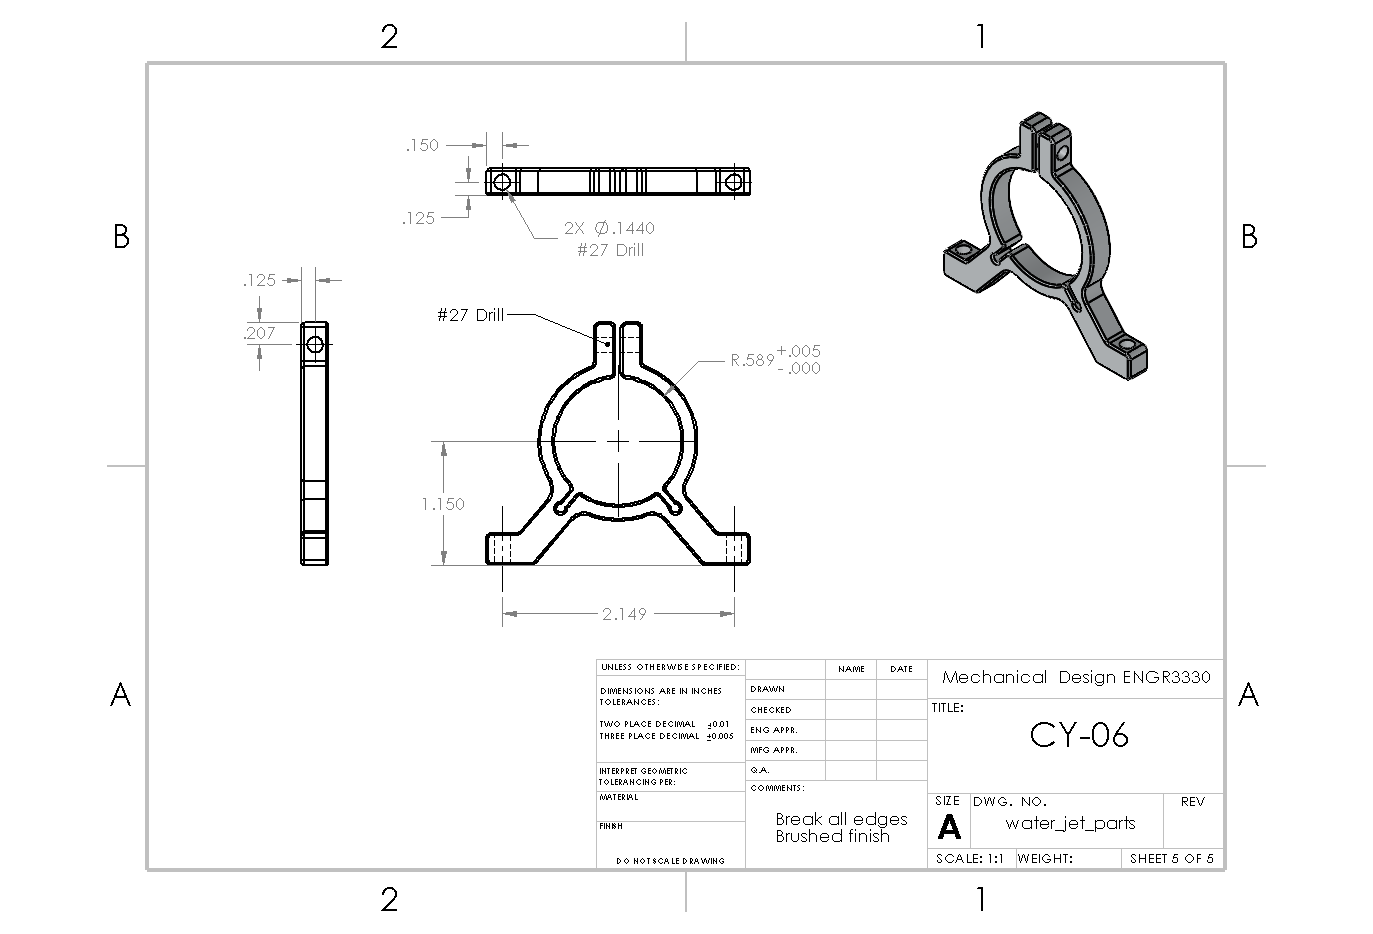 2
1
B
B
A
A
2
1
.150
.125
2X Ø.1440
#27 Drill
.125
.207
#27 Drill
R.589 +.005
- .000
1.150
2.149
UNLESS OTHERWISE SPECIFIED:
DIMENSIONS ARE IN INCHES
TOLERANCES:
TWO PLACE DECIMAL ±0.01
THREE PLACE DECIMAL ±0.005
INTERPRET GEOMETRIC
TOLERANCING PER:
MATERIAL
FINISH
DO NOT SCALE DRAWING
NAME
DATE
DRAWN
CHECKED
ENG APPR.
MFG APPR.
Q.A.
COMMENTS:
Break all edges
Brushed finish
Mechanical Design ENGR3330
TITLE:
CY-06
SIZE
A
DWG. NO.
water_jet_parts
REV
SCALE: 1:1
WEIGHT:
SHEET 5 OF 5